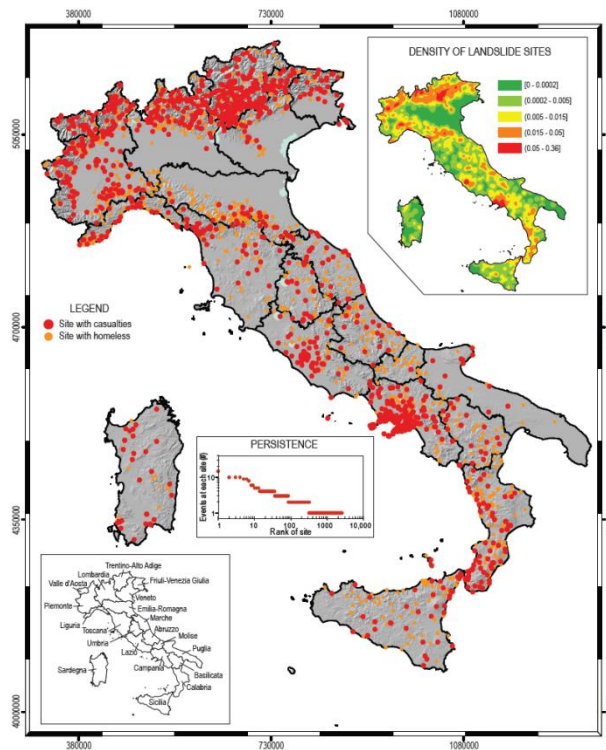 380000 730000 1080000
DENSITY OF LANDSLIDE SITES
[0 - 0.0002]
(0.0002 - 0.005]
(0.005 - 0.015]
(0.015 - 0.05]
(0.05 - 0.36]
5050000
4700000
4350000
4000000
LEGEND
Site with casualties
Site with homeless
PERSISTENCE
Events at each site(#)
10
1
1 10 100 1000 10,000
Rank of site
Trentino-Alto Adige
Lombardia
Friuli-Venezia Giulia
Valle d'Aosta
Veneto
Piemonte
Emilia-Romagna
Marche
Liguria
Toscana
Abruzzo
Molise
Umbria
Puglia
Lazio
Campania
Sardegna
Basilicata
Calabria
Sicilia
380000 730000 1080000